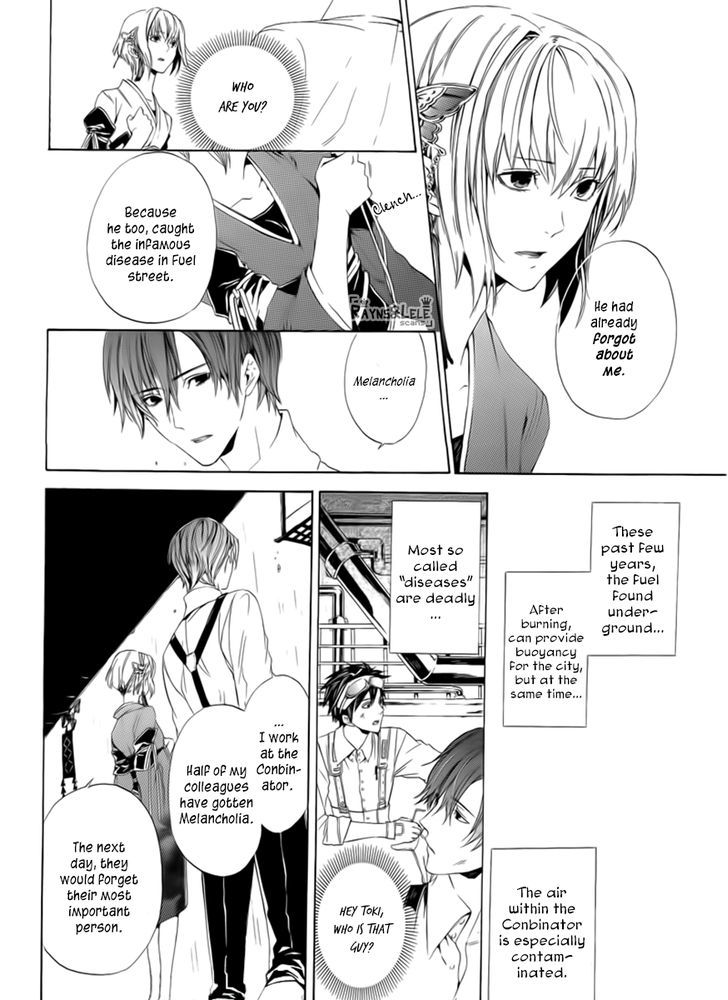 WHO
ARE YOU?
He had
already
forgot
about
me.
Clench...
Because
he too, caught
the infamous
disease in Fuel
street.
RAYNS&LELE
scans
Melancholia
...
These
past few
years,
the fuel
found
under-
ground...
After
burning,
can provide
buoyancy
for the city,
but at
the same time...
Most so
called
"diseases"
are deadly
...
The air
within the
Conbinator
is especially
contam-
inated.
HEY TOKI,
WHO IS THAT
GUY?
...
I work
at the
Conbin-
ator.
Half of my
colleagues
have gotten
Melancholia.
The next
day, they
would forget
their most
important
person.